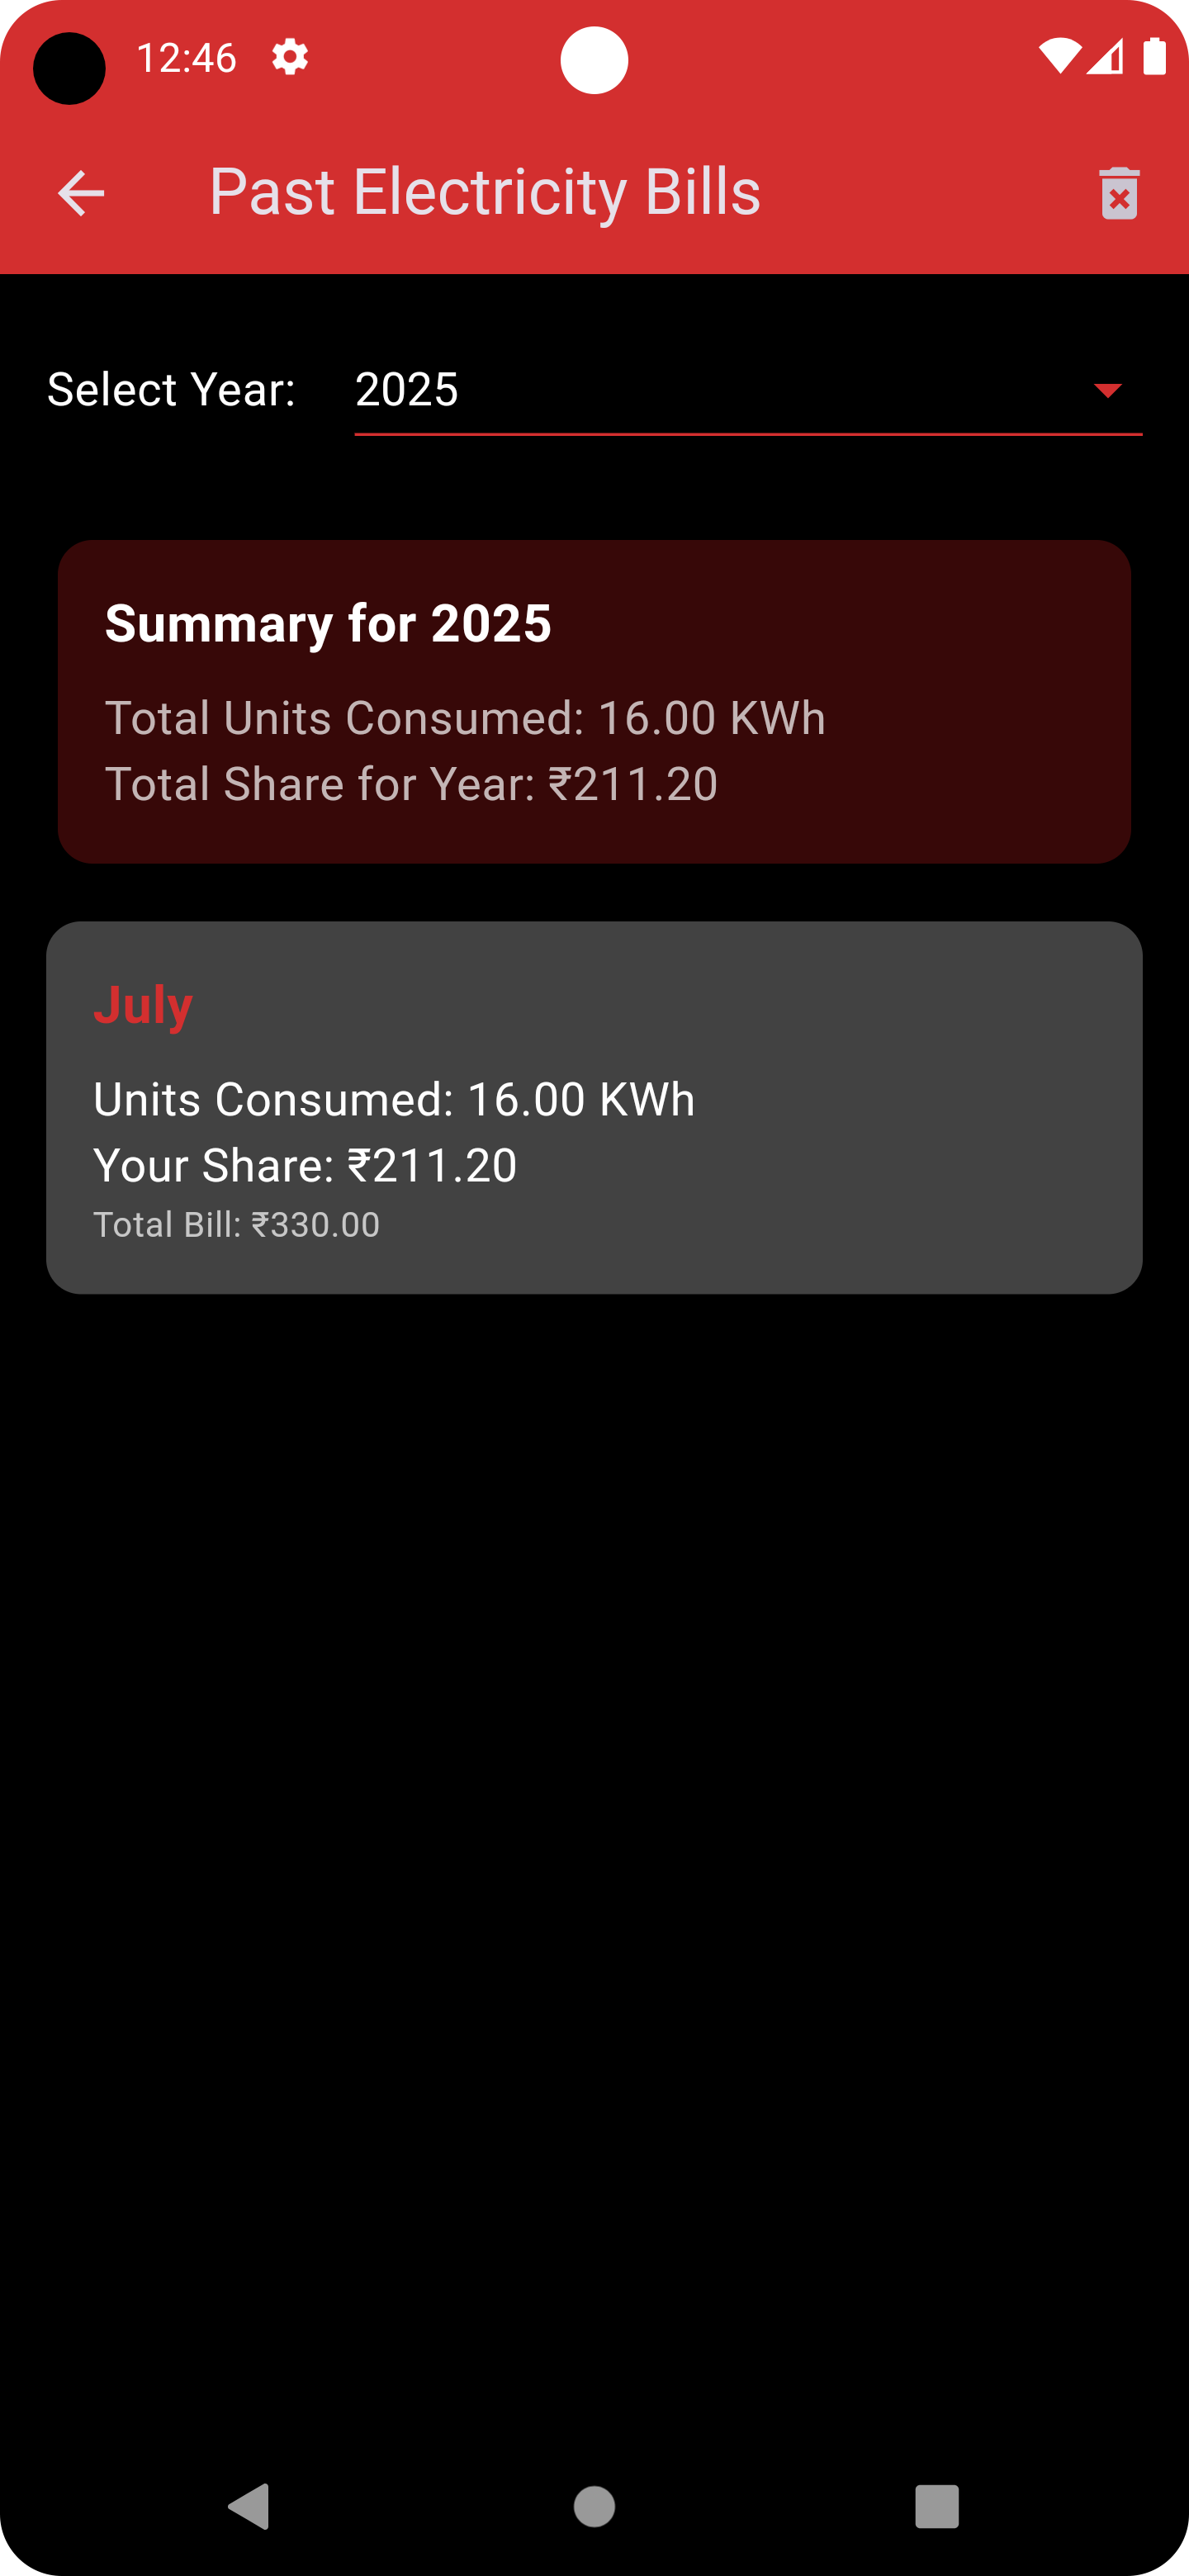 12:46
Past Electricity Bills
Select Year: 2025
Summary for 2025
Total Units Consumed: 16.00 KWh
Total Share for Year: ₹211.20
July
Units Consumed: 16.00 KWh
Your Share: ₹211.20
Total Bill: ₹330.00